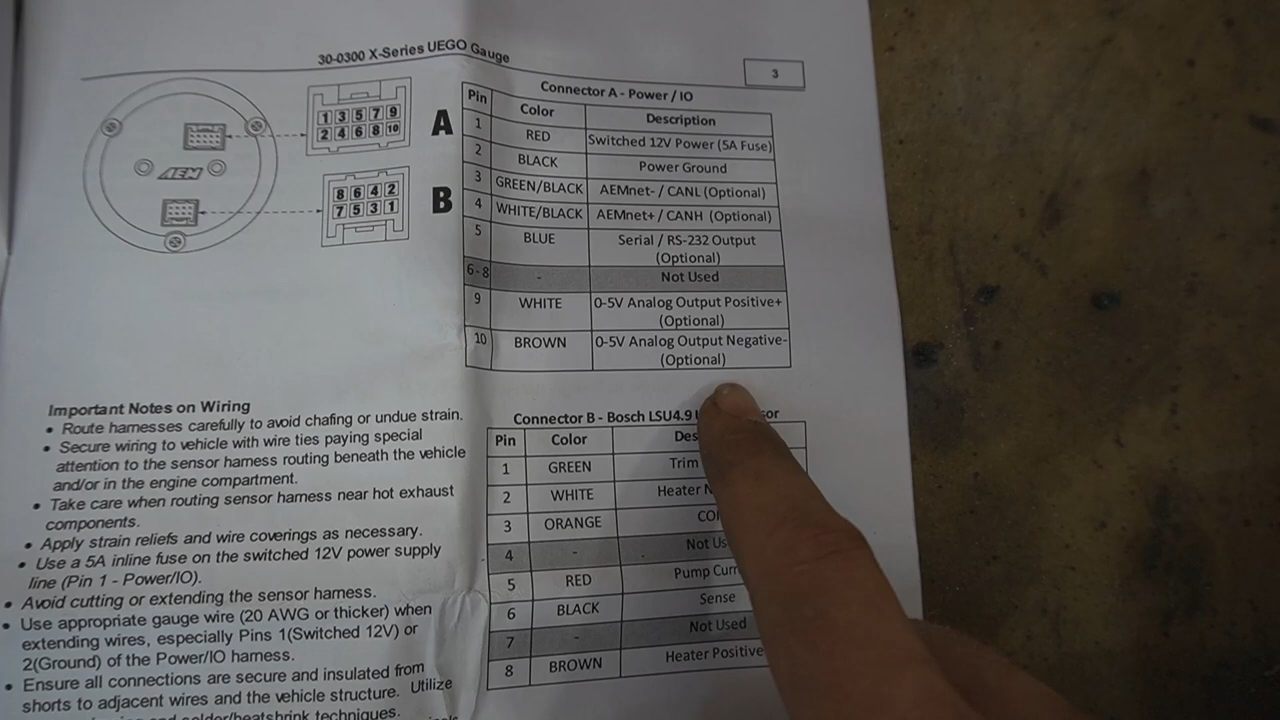 30-0300 X-Series UEGO Gauge
3
1 3 5 7 9
2 4 6 8 10
A
AEM
8 6 4 2
7 5 3 1
B
Connector A - Power / IO
Pin Color Description
1 RED Switched 12V Power (5A Fuse)
2 BLACK Power Ground
3 GREEN/BLACK AEMnet- / CANL (Optional)
4 WHITE/BLACK AEMnet+ / CANH (Optional)
5 BLUE Serial / RS-232 Output
(Optional)
6-8 - Not Used
9 WHITE 0-5V Analog Output Positive+
(Optional)
10 BROWN 0-5V Analog Output Negative-
(Optional)
Important Notes on Wiring
• Route harnesses carefully to avoid chafing or undue strain.
• Secure wiring to vehicle with wire ties paying special
attention to the sensor harness routing beneath the vehicle
and/or in the engine compartment.
• Take care when routing sensor harness near hot exhaust
components.
• Apply strain reliefs and wire coverings as necessary.
• Use a 5A inline fuse on the switched 12V power supply
line (Pin 1 - Power/IO).
• Avoid cutting or extending the sensor harness.
• Use appropriate gauge wire (20 AWG or thicker) when
extending wires, especially Pins 1(Switched 12V) or
2(Ground) of the Power/IO harness.
• Ensure all connections are secure and insulated from
shorts to adjacent wires and the vehicle structure. Utilize
solder/heatshrink techniques.
Connector B - Bosch LSU4.9
Pin Color
1 GREEN Trim
2 WHITE Heater
3 ORANGE
4 - Not
5 RED Pump
6 BLACK Sense
7 - Not Used
8 BROWN Heater Positive